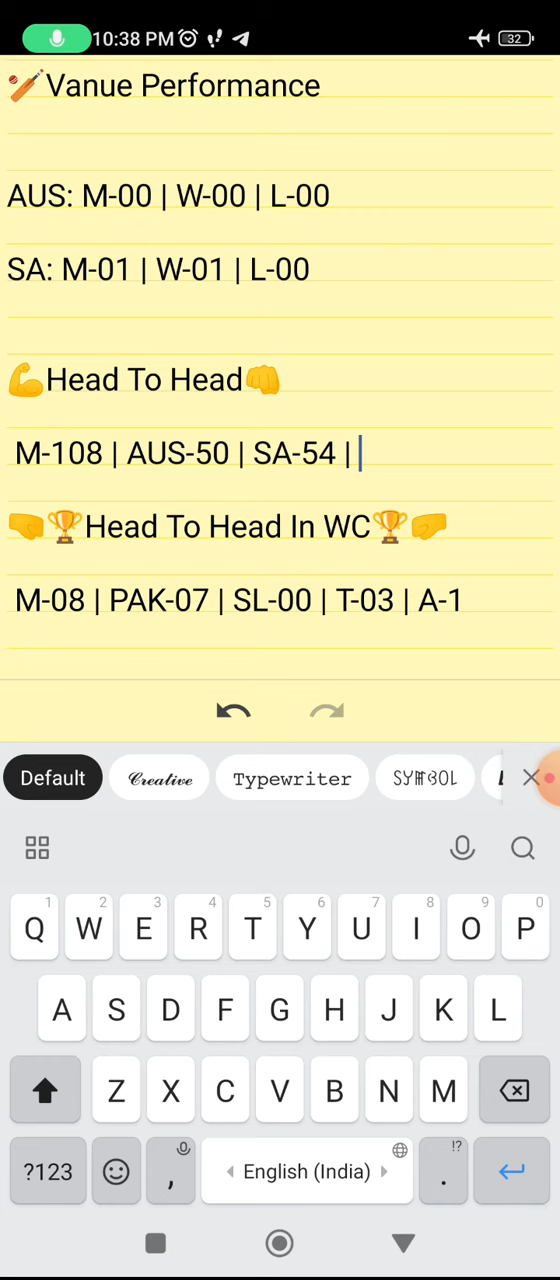 10:38 PM 32
🏏Vanue Performance
AUS: M-00 | W-00 | L-00
SA: M-01 | W-01 | L-00
💪Head To Head👊
M-108 | AUS-50 | SA-54 |
🤜🏆Head To Head In WC🏆🤛
M-08 | PAK-07 | SL-00 | T-03 | A-1
Default Creative Typewriter SYMBOL
1 2 3 4 5 6 7 8 9 0
Q W E R T Y U I O P
A S D F G H J K L
Z X C V B N M
?123 , English (India) . !?